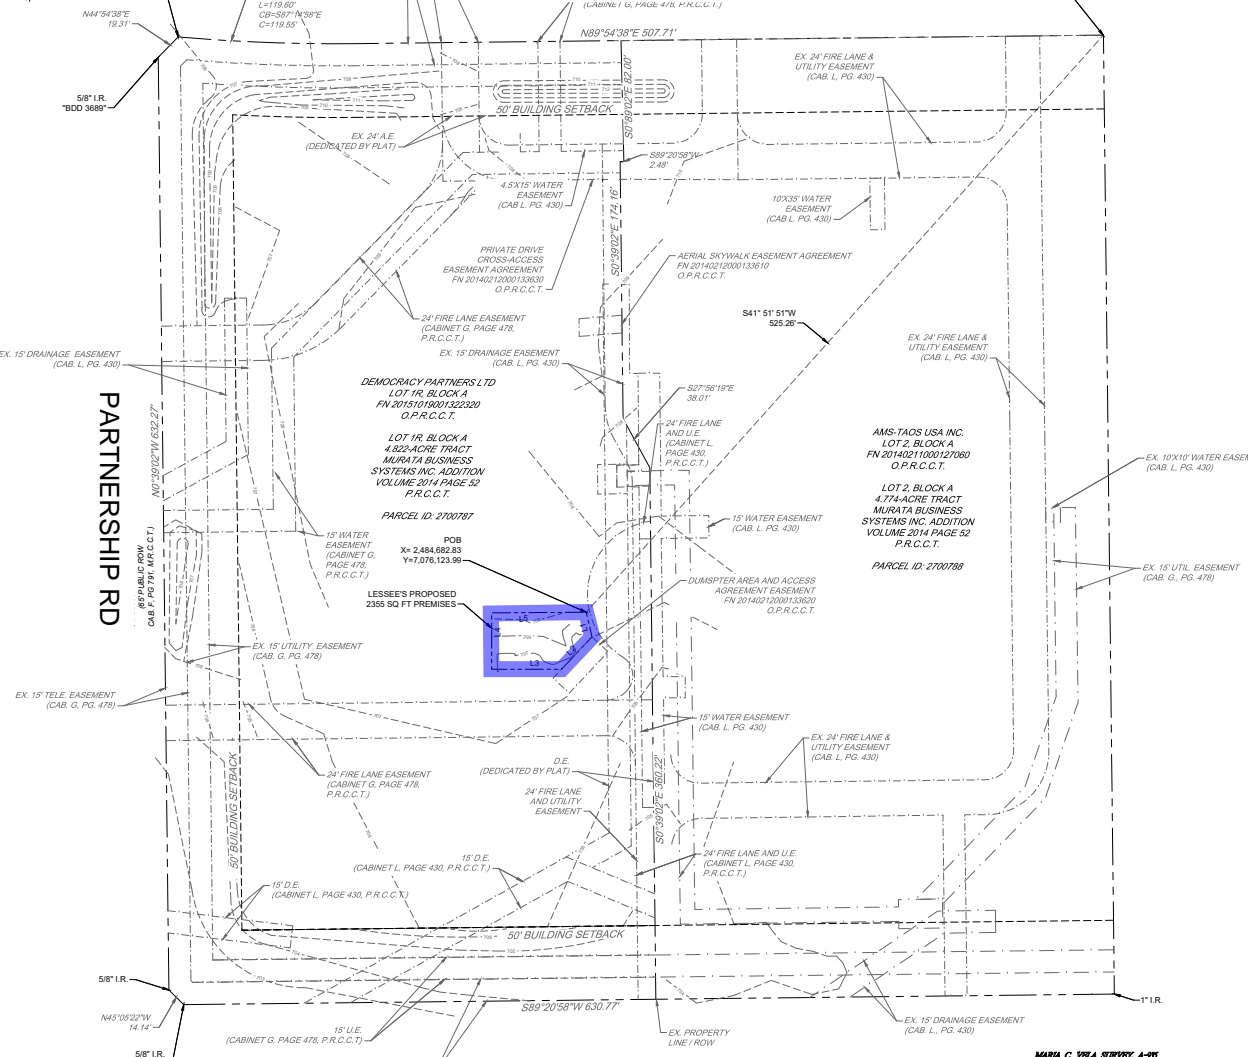 L=119.60'
CB=S87°14'58"E
C=119.55'
(CABINET G, PAGE 478, P.R.C.C.T.)
N44°54'38"E
19.31'
N89°54'38"E 507.71'
5/8" I.R.
"BDD 3689"
EX. 24' FIRE LANE &
UTILITY EASEMENT
(CAB. L, PG. 430)
S0°89'02"E 82.00'
50' BUILDING SETBACK
EX. 24' A.E.
(DEDICATED BY PLAT)
S89°20'58"W
2.48'
4.5'X15' WATER
EASEMENT
(CAB L. PG. 430)
10'X35' WATER
EASEMENT
(CAB L. PG. 430)
S0°39'02"E 174.16'
PRIVATE DRIVE
CROSS-ACCESS
EASEMENT AGREEMENT
FN 20140212000133630
O.P.R.C.C.T.
AERIAL SKYWALK EASEMENT AGREEMENT
FN 20140212000133610
O.P.R.C.C.T.
S41° 51' 51"W
525.26'
24' FIRE LANE EASEMENT
(CABINET G, PAGE 478,
P.R.C.C.T.)
EX. 24' FIRE LANE &
UTILITY EASEMENT
(CAB. L, PG. 430)
EX. 15' DRAINAGE EASEMENT
(CAB. L, PG. 430)
EX. 15' DRAINAGE EASEMENT
(CAB. L, PG. 430)
DEMOCRACY PARTNERS LTD
LOT 1R, BLOCK A
FN 20151019001322320
O.P.R.C.C.T.
LOT 1R, BLOCK A
4.822-ACRE TRACT
MURATA BUSINESS
SYSTEMS INC. ADDITION
VOLUME 2014 PAGE 52
P.R.C.C.T.
PARCEL ID: 2700787
S27°56'19"E
38.01'
24' FIRE LANE
AND U.E.
(CABINET L,
PAGE 430,
P.R.C.C.T.)
AMS-TAOS USA INC.
LOT 2, BLOCK A
FN 20140211000127060
O.P.R.C.C.T.
LOT 2, BLOCK A
4.774-ACRE TRACT
MURATA BUSINESS
SYSTEMS INC. ADDITION
VOLUME 2014 PAGE 52
P.R.C.C.T.
PARCEL ID: 2700788
EX. 10'X10' WATER EASEM
(CAB. L, PG. 430)
PARTNERSHIP RD
N0°39'02"W 632.27'
(65' PUBLIC ROW
CAB. F, PG 791, M.R.C.C.T.)
15' WATER
EASEMENT
(CABINET G,
PAGE 478,
P.R.C.C.T.)
POB
X= 2,484,682.83
Y=7,076,123.99
15' WATER EASEMENT
(CAB. L. PG. 430)
LESSEE'S PROPOSED
2355 SQ FT PREMISES
DUMSPTER AREA AND ACCESS
AGREEMENT EASEMENT
FN 20140212000133620
O.P.R.C.C.T.
EX. 15' UTIL. EASEMENT
(CAB. G., PG. 478)
L5
L3
EX. 15' UTILITY EASEMENT
(CAB. G, PG. 478)
EX. 15' TELE. EASEMENT
(CAB. G, PG. 478)
15' WATER EASEMENT
(CAB. L. PG. 430)
EX. 24' FIRE LANE &
UTILITY EASEMENT
(CAB. L, PG. 430)
24' FIRE LANE EASEMENT
(CABINET G, PAGE 478,
P.R.C.C.T.)
D.E.
(DEDICATED BY PLAT)
24' FIRE LANE
AND UTILITY
EASEMENT
S0°39'02"E 360.22'
50' BUILDING SETBACK
15' D.E.
(CABINET L, PAGE 430, P.R.C.C.T.)
24' FIRE LANE AND U.E.
(CABINET L, PAGE 430,
P.R.C.C.T.)
15' D.E.
(CABINET L, PAGE 430, P.R.C.C.T.)
50' BUILDING SETBACK
5/8" I.R.
N45°05'22"W
14.14'
S89°20'58"W 630.77'
1" I.R.
15' U.E.
(CABINET G, PAGE 478, P.R.C.C.T)
EX. PROPERTY
LINE / ROW
EX. 15' DRAINAGE EASEMENT
(CAB. L., PG. 430)
5/8" I.R.
MARIA C. VELA SURVEY, A-935